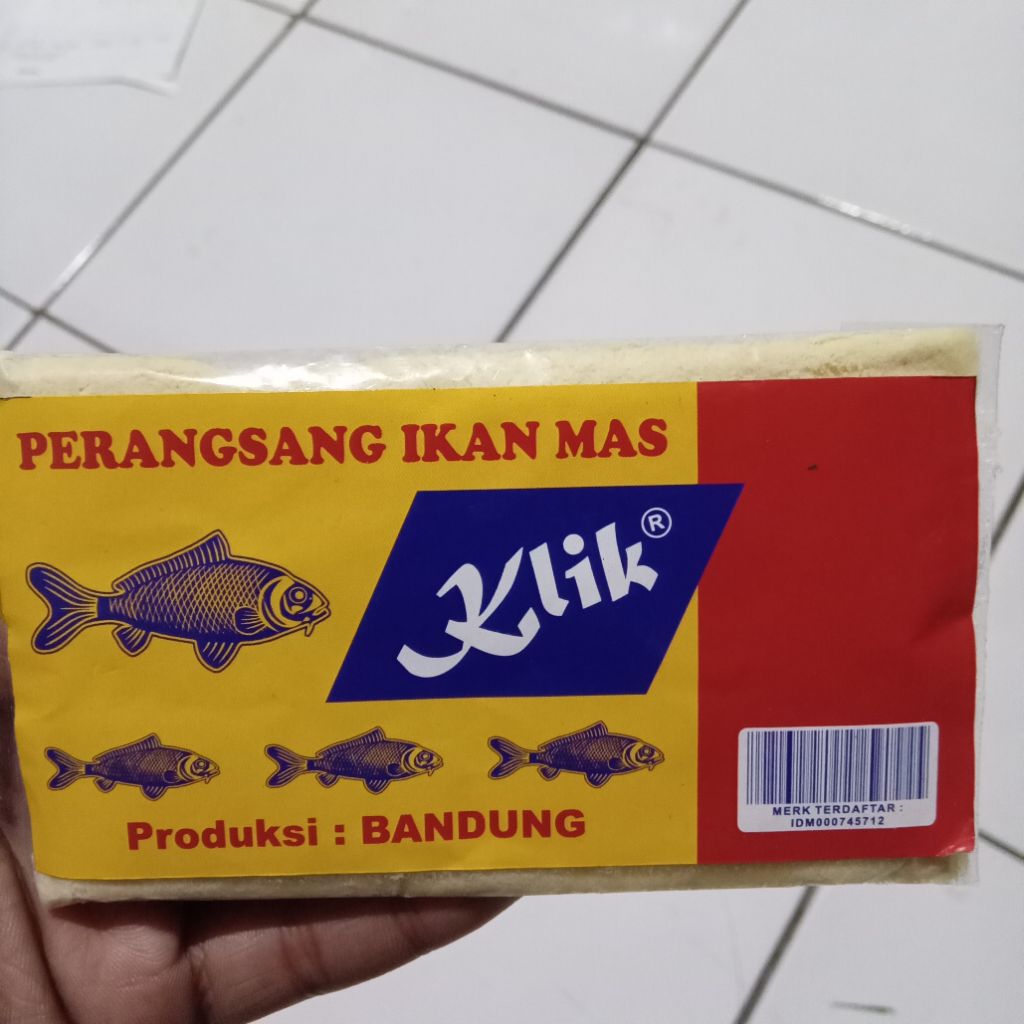 PERANGSANG IKAN MAS
Klik®
Produksi : BANDUNG
MERK TERDAFTAR :
IDM000745712